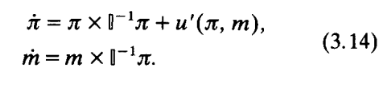 π̇ = π × 𝕀⁻¹π + u′(π, m),
ṁ = m × 𝕀⁻¹π.
(3.14)